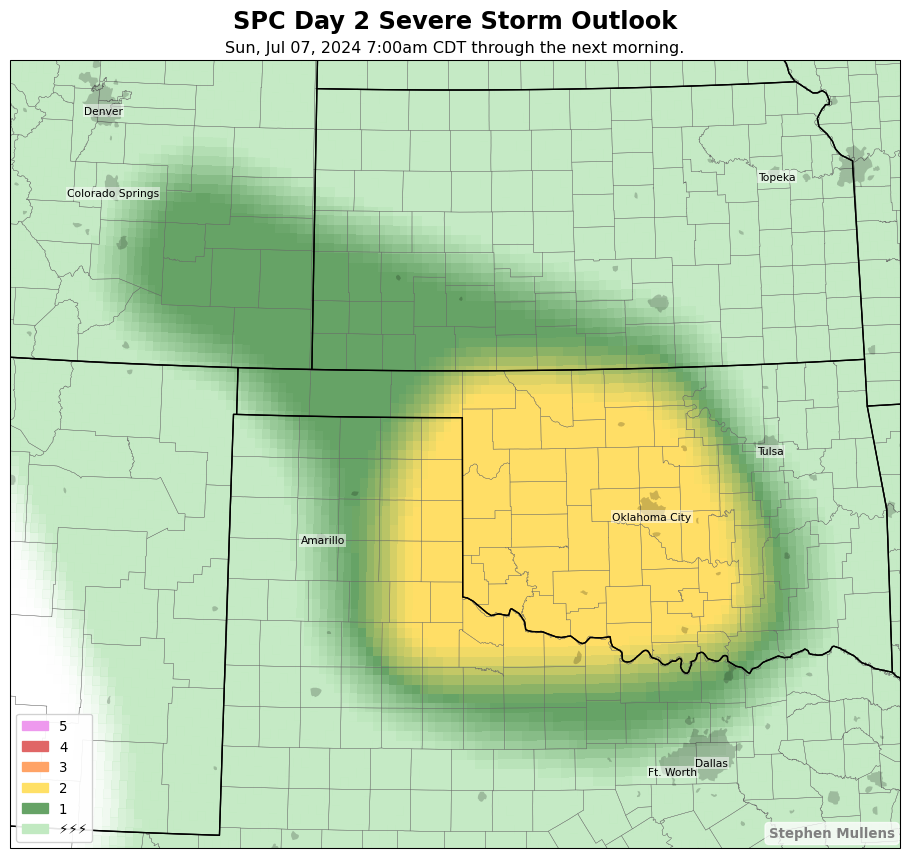 SPC Day 2 Severe Storm Outlook
Sun, Jul 07, 2024 7:00am CDT through the next morning.
Denver
Topeka
Colorado Springs
Tulsa
Oklahoma City
Amarillo
Dallas
Ft. Worth
5
4
3
2
1
⚡⚡⚡
Stephen Mullens